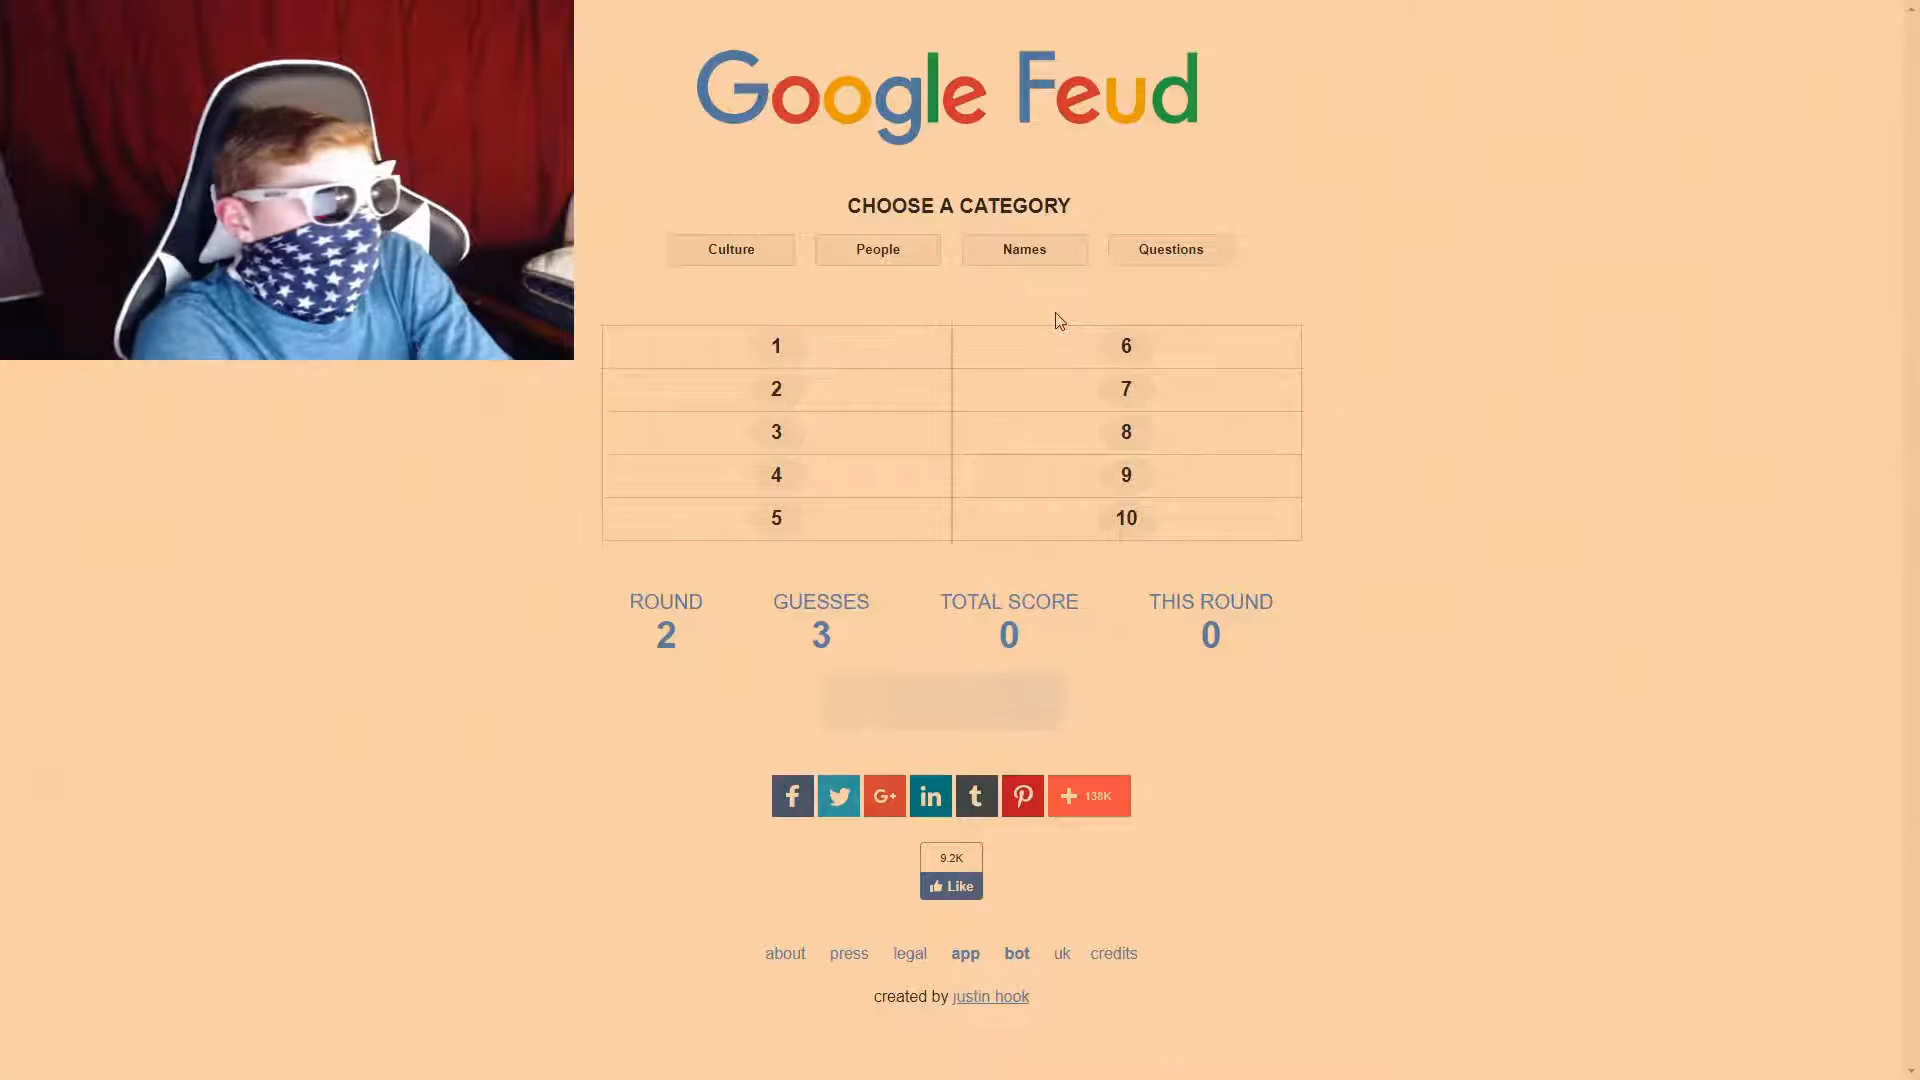 Google Feud
CHOOSE A CATEGORY
Culture People Names Questions
1 6
2 7
3 8
4 9
5 10
ROUND GUESSES TOTAL SCORE THIS ROUND
2 3 0 0
f G+ in t 138K
9.2K
Like
about press legal app bot uk credits
created by justin hook